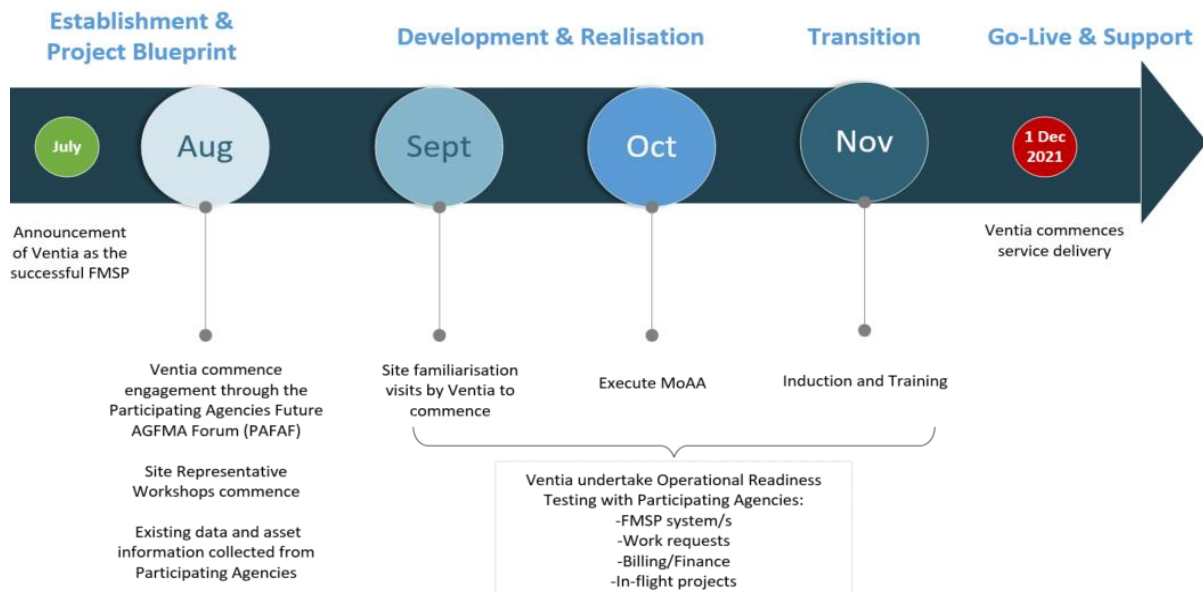 Establishment &
Project Blueprint
Development & Realisation
Transition
Go-Live & Support
July
Aug
Sept
Oct
Nov
1 Dec
2021
Announcement
of Ventia as the
successful FMSP
Ventia commences
service delivery
Ventia commence
engagement through the
Participating Agencies Future
AGFMA Forum (PAFAF)
Site Representative
Workshops commence
Existing data and asset
information collected from
Participating Agencies
Site familiarisation
visits by Ventia to
commence
Execute MoAA
Induction and Training
Ventia undertake Operational Readiness
Testing with Participating Agencies:
-FMSP system/s
-Work requests
-Billing/Finance
-In-flight projects